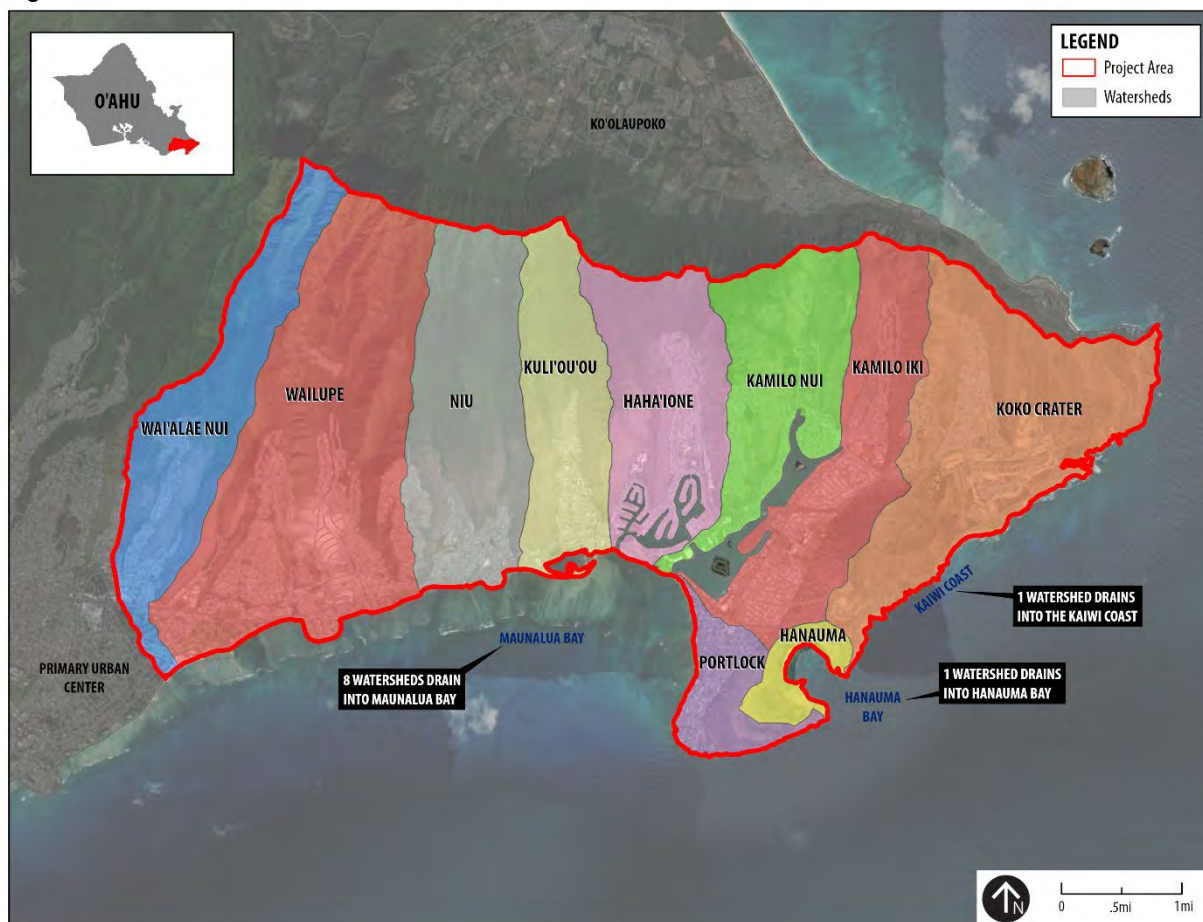 O'AHU
LEGEND
Project Area
Watersheds
KO'OLAUPOKO
WAI'ALAE NUI
WAILUPE
NIU
KULI'OU'OU
HAHA'IONE
KAMILO NUI
KAMILO IKI
KOKO CRATER
PRIMARY URBAN
CENTER
8 WATERSHEDS DRAIN
INTO MAUNALUA BAY
MAUNALUA BAY
PORTLOCK
HANAUMA
HANAUMA
BAY
KAIWI COAST
1 WATERSHED DRAINS
INTO THE KAIWI COAST
1 WATERSHED DRAINS
INTO HANAUMA BAY
N
0 .5mi 1mi